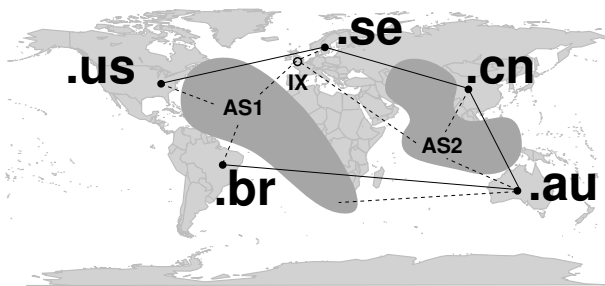 .se
.us
.cn
IX
AS1
AS2
.br
.au